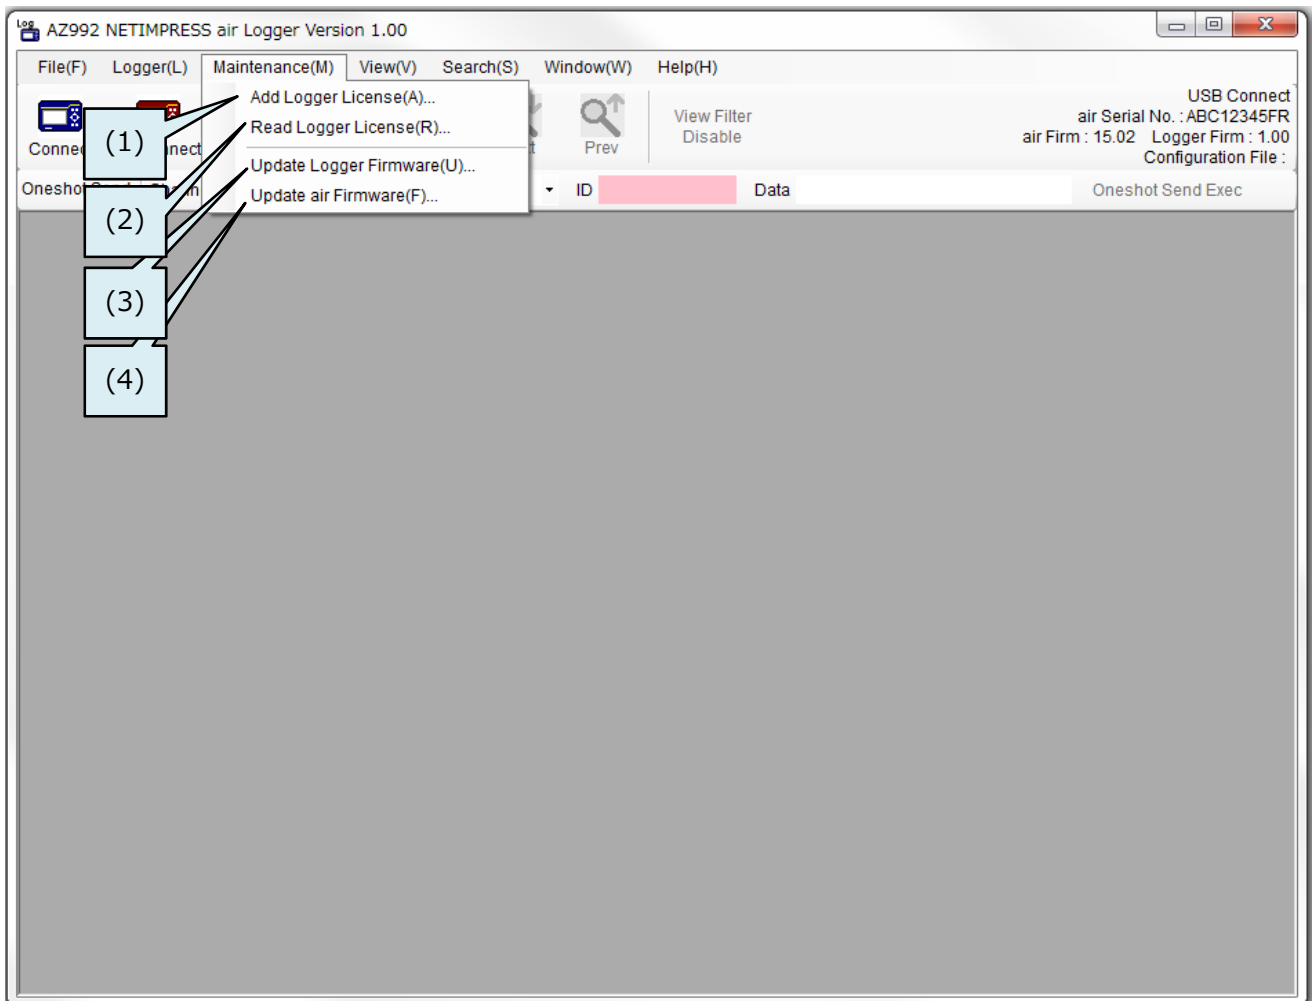 Log AZ992 NETIMPRESS air Logger Version 1.00
File(F) Logger(L) Maintenance(M) View(V) Search(S) Window(W) Help(H)
Add Logger License(A)...
Read Logger License(R)...
Update Logger Firmware(U)...
Update air Firmware(F)...
Prev
View Filter
Disable
USB Connect
air Serial No. : ABC12345FR
air Firm : 15.02 Logger Firm : 1.00
Configuration File :
Oneshot
ID
Data
Oneshot Send Exec
(1)
(2)
(3)
(4)